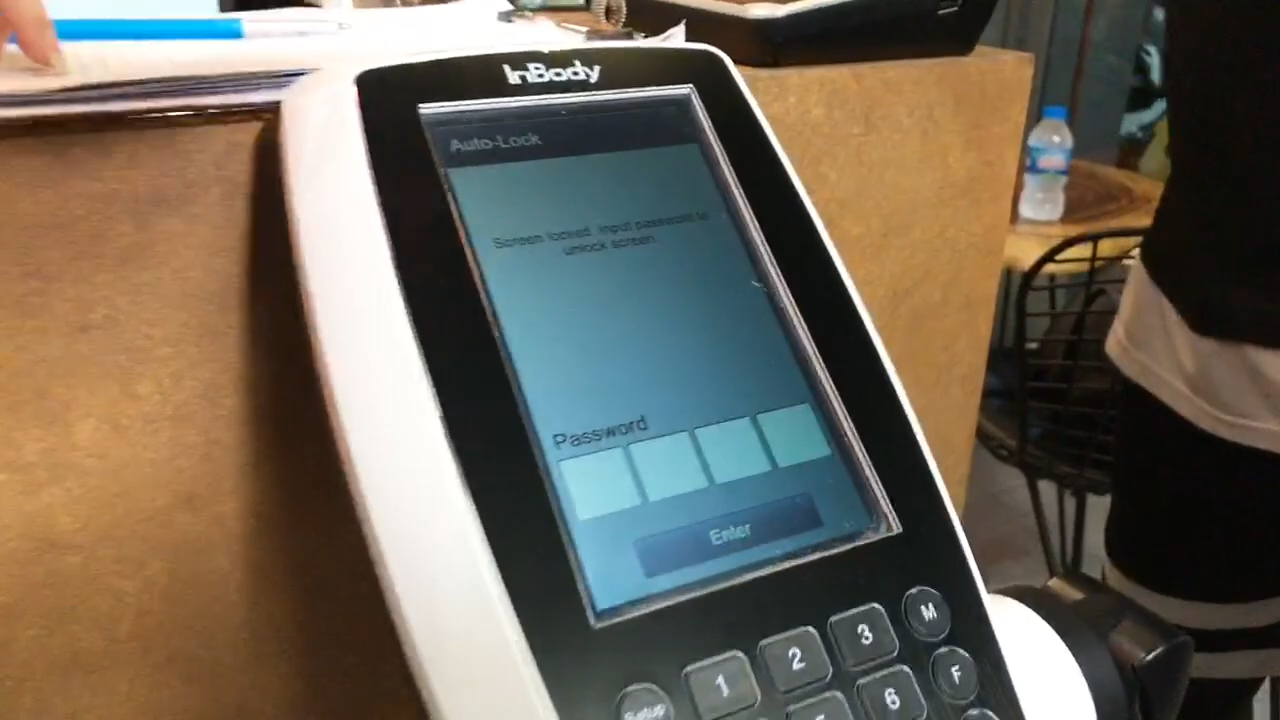 InBody
Auto-Lock
Screen locked. Input password to
unlock screen.
Password
Enter
1 2 3 M
6 F
Setup